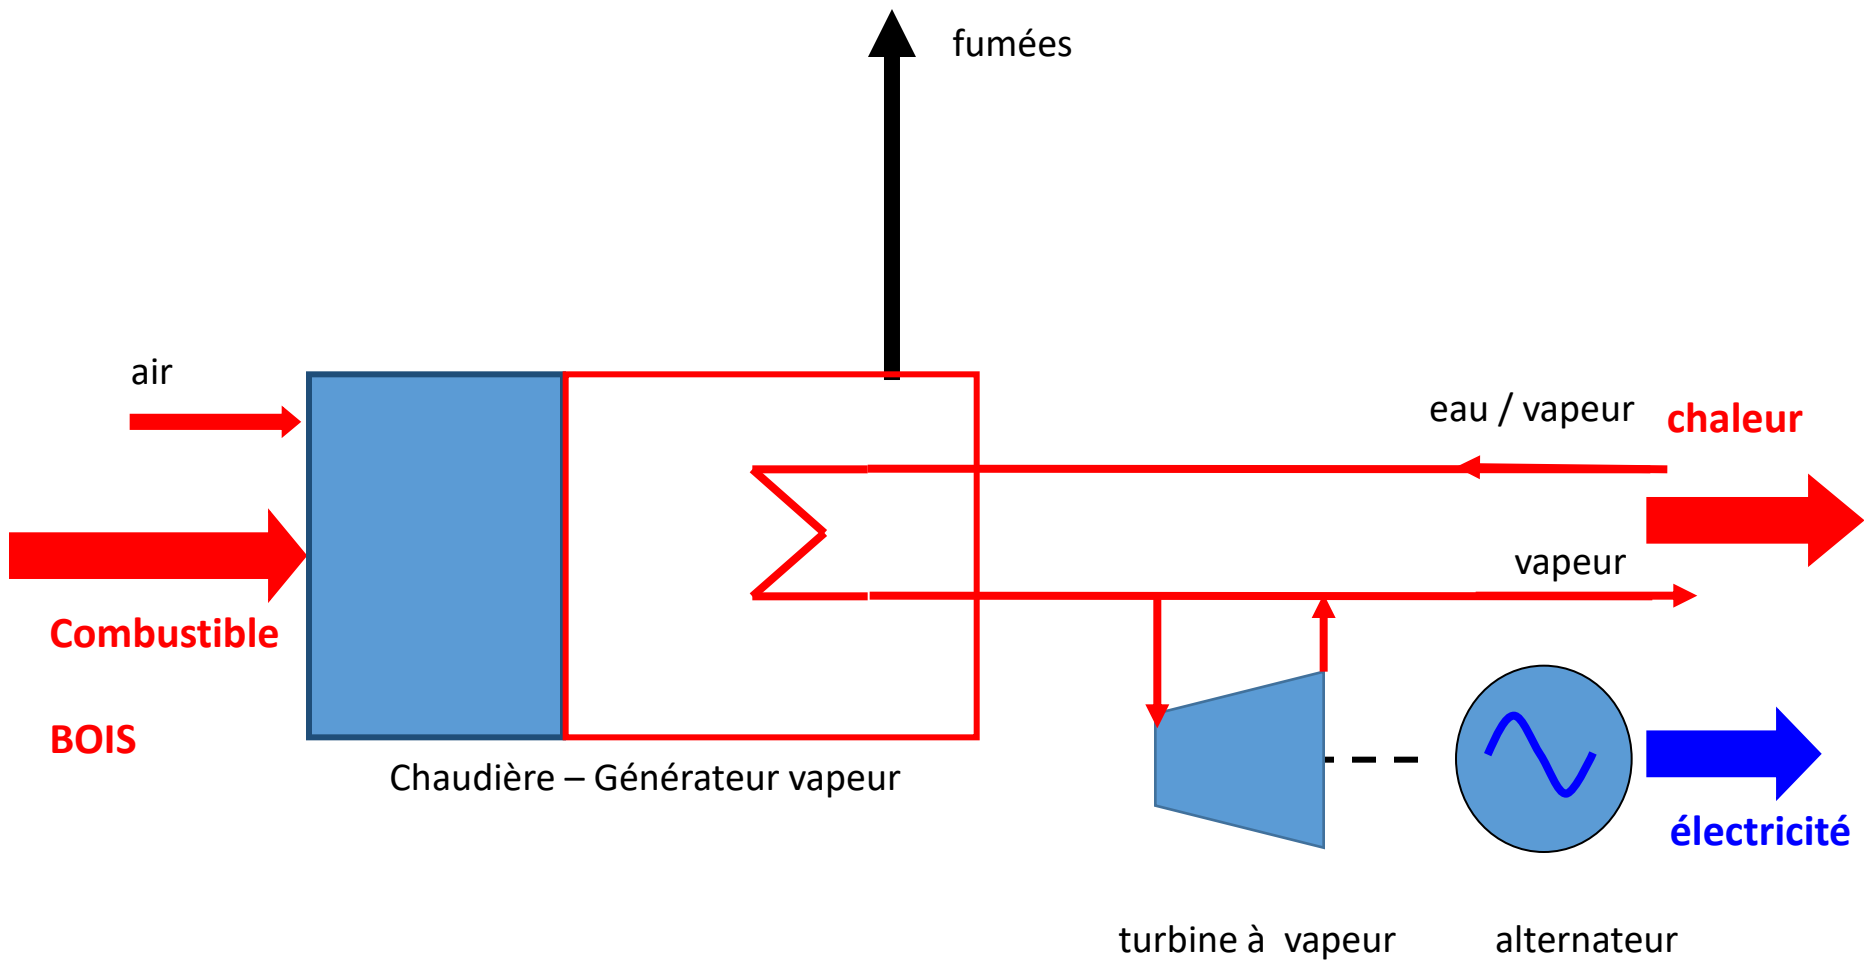 fumées
air
eau / vapeur
chaleur
vapeur
Combustible
BOIS
Chaudière – Générateur vapeur
électricité
turbine à vapeur
alternateur